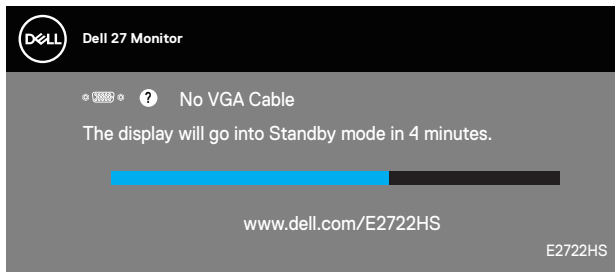 DELL
Dell 27 Monitor
? No VGA Cable
The display will go into Standby mode in 4 minutes.
www.dell.com/E2722HS
E2722HS